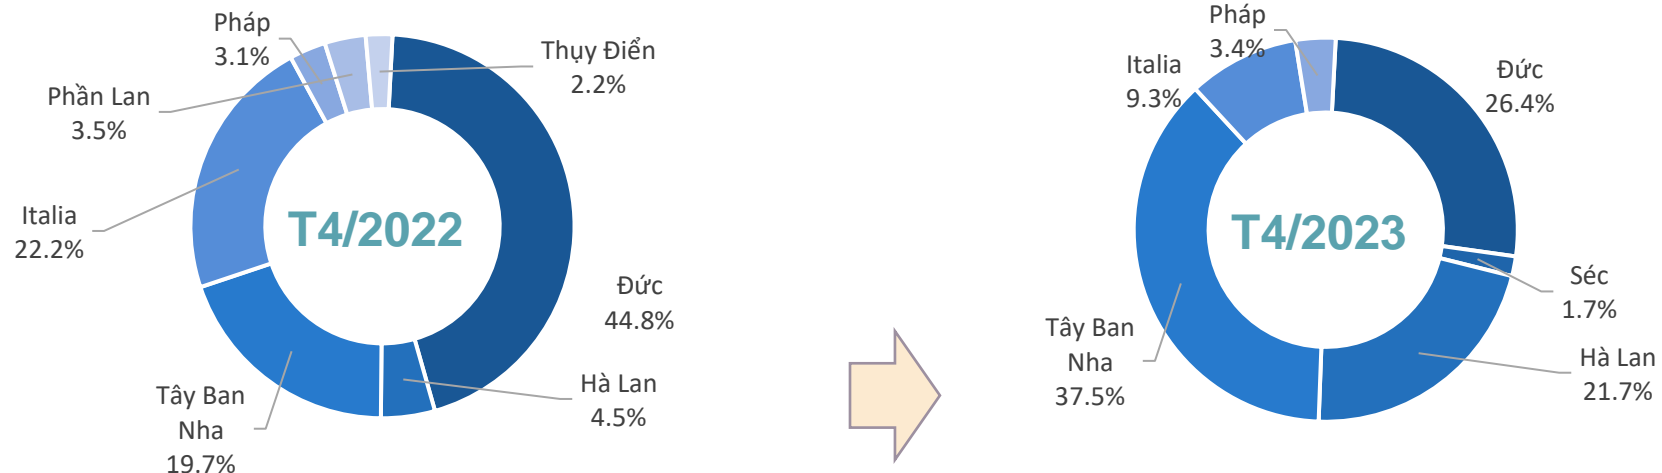 Pháp
3.1%
Thụy Điển
2.2%
Phần Lan
3.5%
Italia
22.2%
T4/2022
Đức
44.8%
Hà Lan
4.5%
Tây Ban
Nha
19.7%
Pháp
3.4%
Italia
9.3%
Đức
26.4%
T4/2023
Séc
1.7%
Tây Ban
Nha
37.5%
Hà Lan
21.7%